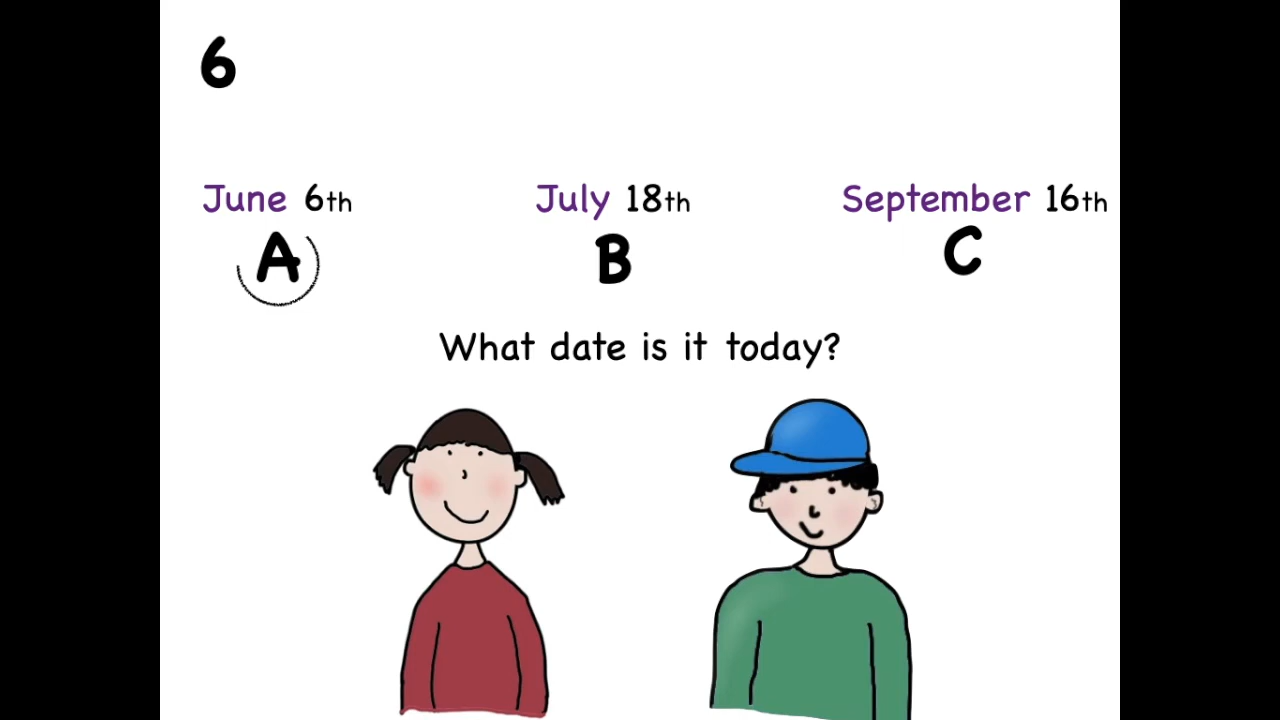 6
June 6th
July 18th
September 16th
A
B
C
What date is it today?